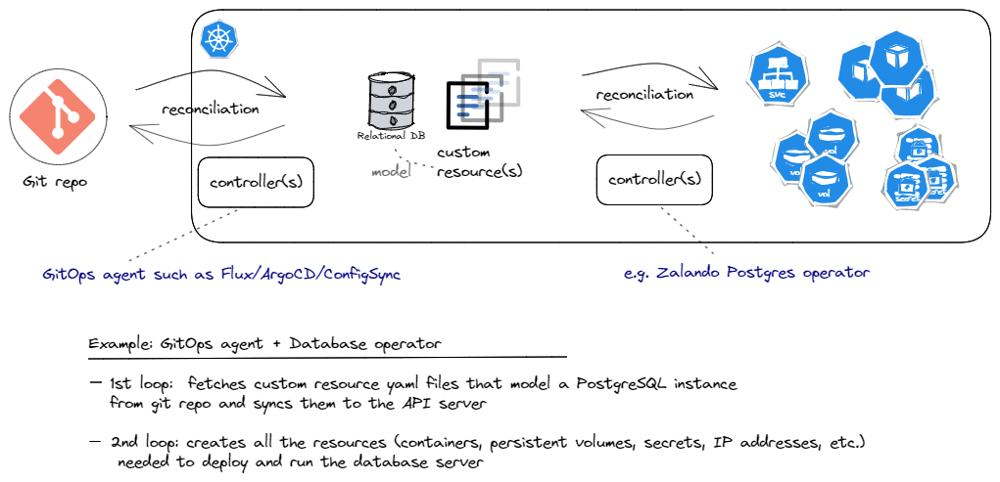 reconciliation
reconciliation
svc
Relational DB
Git repo
custom
model
resource(s)
controller(s)
controller(s)
vol
vol
vol
secret
GitOps agent such as Flux/ArgoCD/ConfigSync
e.g. Zalando Postgres operator
Example: GitOps agent + Database operator
— 1st loop: fetches custom resource yaml files that model a PostgreSQL instance
from git repo and syncs them to the API server
— 2nd loop: creates all the resources (containers, persistent volumes, secrets, IP addresses, etc.)
needed to deploy and run the database server